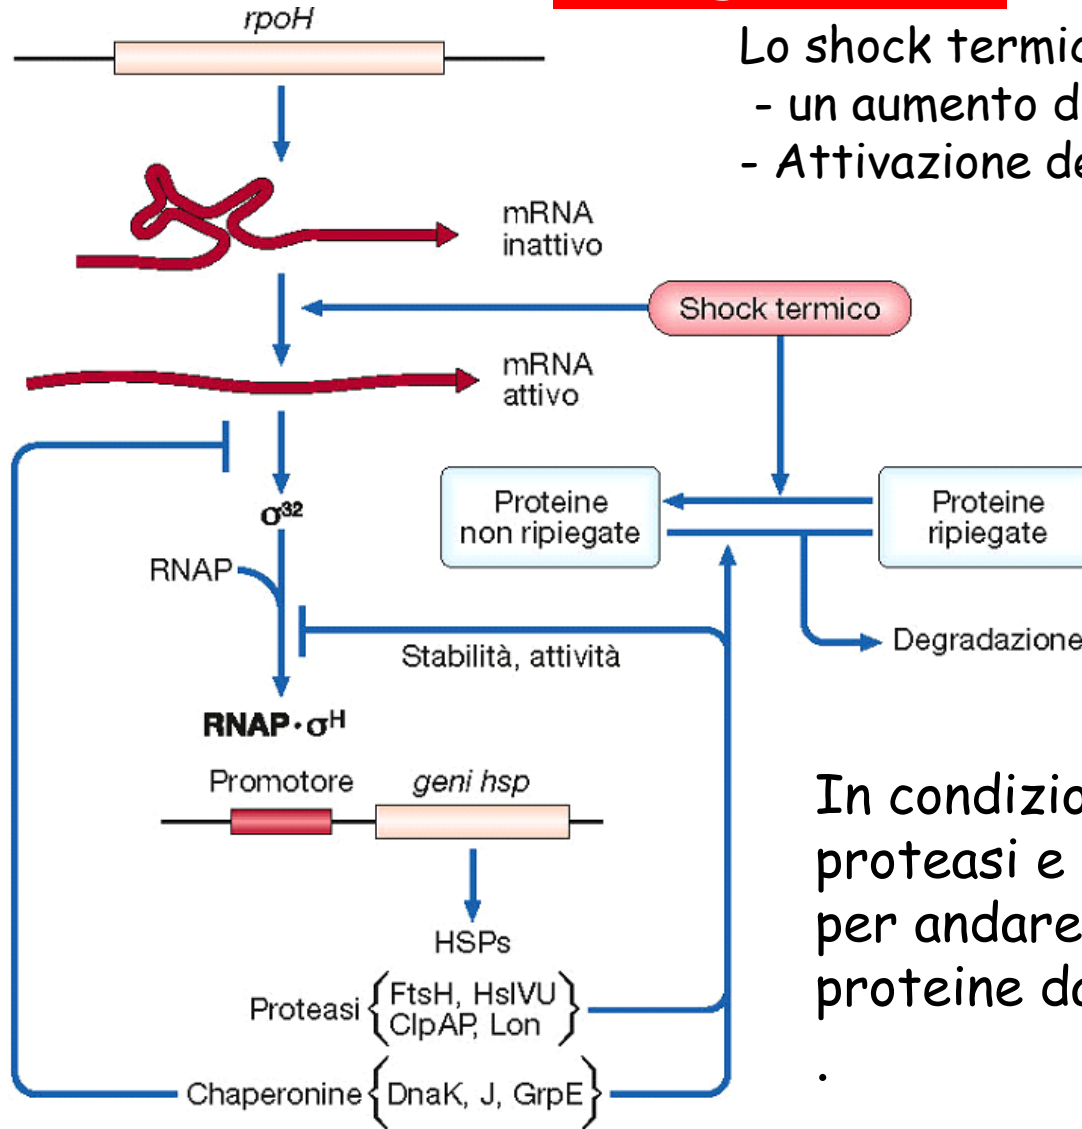 rpoH
Lo shock termic
- un aumento d
- Attivazione de
mRNA
inattivo
Shock termico
mRNA
attivo
Proteine
non ripiegate
Proteine
ripiegate
σ32
RNAP
Stabilità, attività
Degradazione
RNAP·σH
Promotore
geni hsp
In condizio
proteasi e
per andare
proteine da
.
HSPs
Proteasi {FtsH, HslVU}
ClpAP, Lon
Chaperonine {DnaK, J, GrpE}